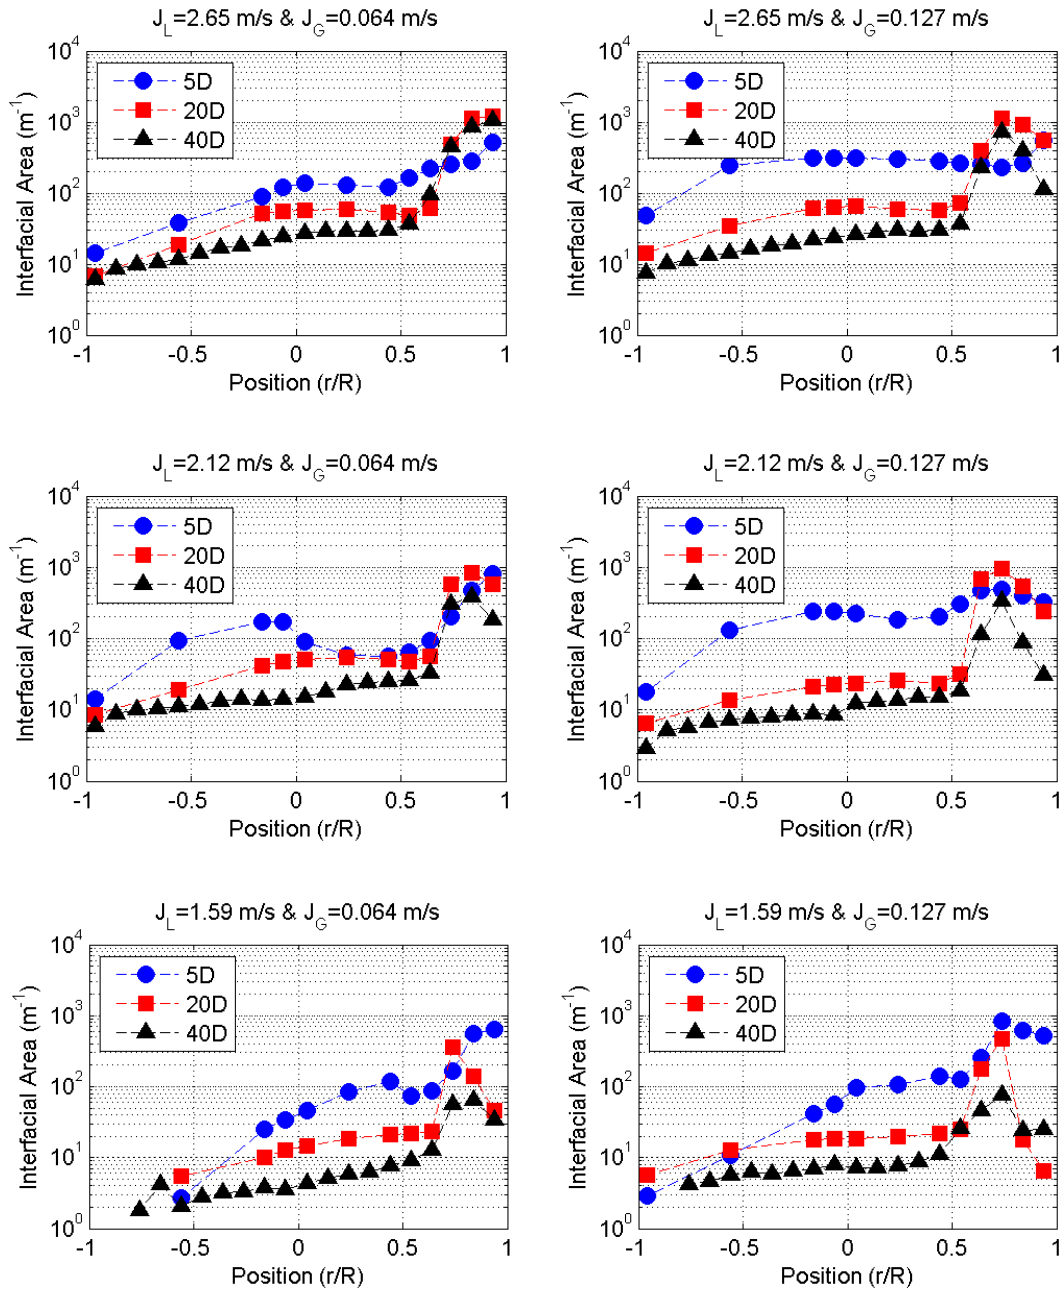 J_L=2.65 m/s & J_G=0.064 m/s
10^4
10^3
10^2
10^1
10^0
Interfacial Area (m^-1)
5D
20D
40D
-1 -0.5 0 0.5 1
Position (r/R)
J_L=2.65 m/s & J_G=0.127 m/s
10^4
10^3
10^2
10^1
10^0
Interfacial Area (m^-1)
5D
20D
40D
-1 -0.5 0 0.5 1
Position (r/R)
J_L=2.12 m/s & J_G=0.064 m/s
10^4
10^3
10^2
10^1
10^0
Interfacial Area (m^-1)
5D
20D
40D
-1 -0.5 0 0.5 1
Position (r/R)
J_L=2.12 m/s & J_G=0.127 m/s
10^4
10^3
10^2
10^1
10^0
Interfacial Area (m^-1)
5D
20D
40D
-1 -0.5 0 0.5 1
Position (r/R)
J_L=1.59 m/s & J_G=0.064 m/s
10^4
10^3
10^2
10^1
10^0
Interfacial Area (m^-1)
5D
20D
40D
-1 -0.5 0 0.5 1
Position (r/R)
J_L=1.59 m/s & J_G=0.127 m/s
10^4
10^3
10^2
10^1
10^0
Interfacial Area (m^-1)
5D
20D
40D
-1 -0.5 0 0.5 1
Position (r/R)